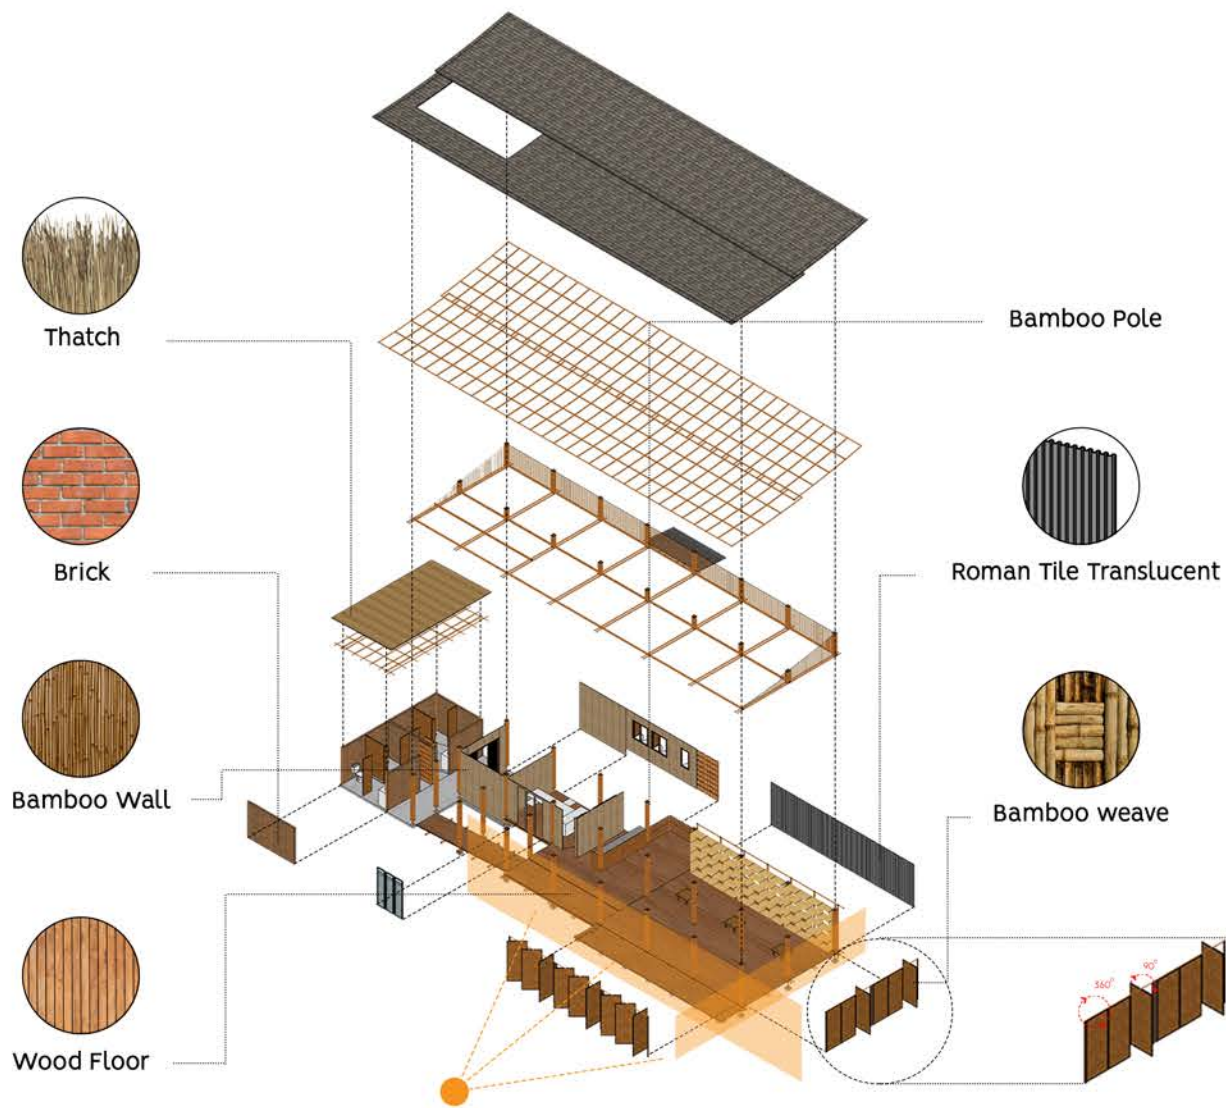 Thatch
Bamboo Pole
Brick
Roman Tile Translucent
Bamboo Wall
Bamboo weave
360°
90°
Wood Floor